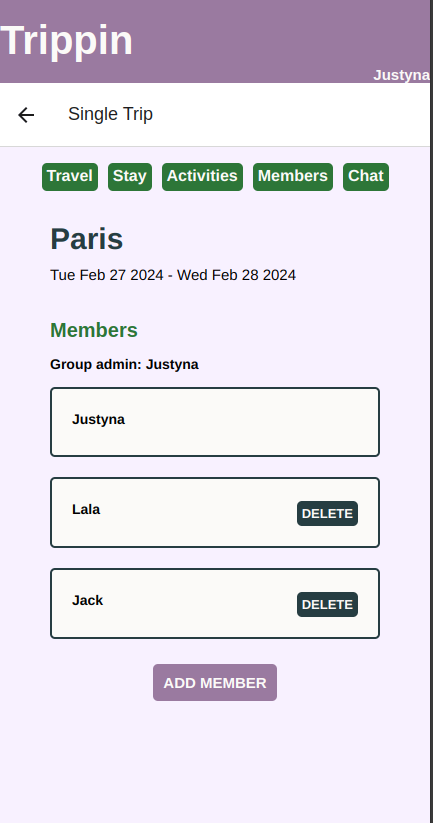 Trippin
Justyna
Single Trip
Travel Stay Activities Members Chat
Paris
Tue Feb 27 2024 - Wed Feb 28 2024
Members
Group admin: Justyna
Justyna
Lala DELETE
Jack DELETE
ADD MEMBER